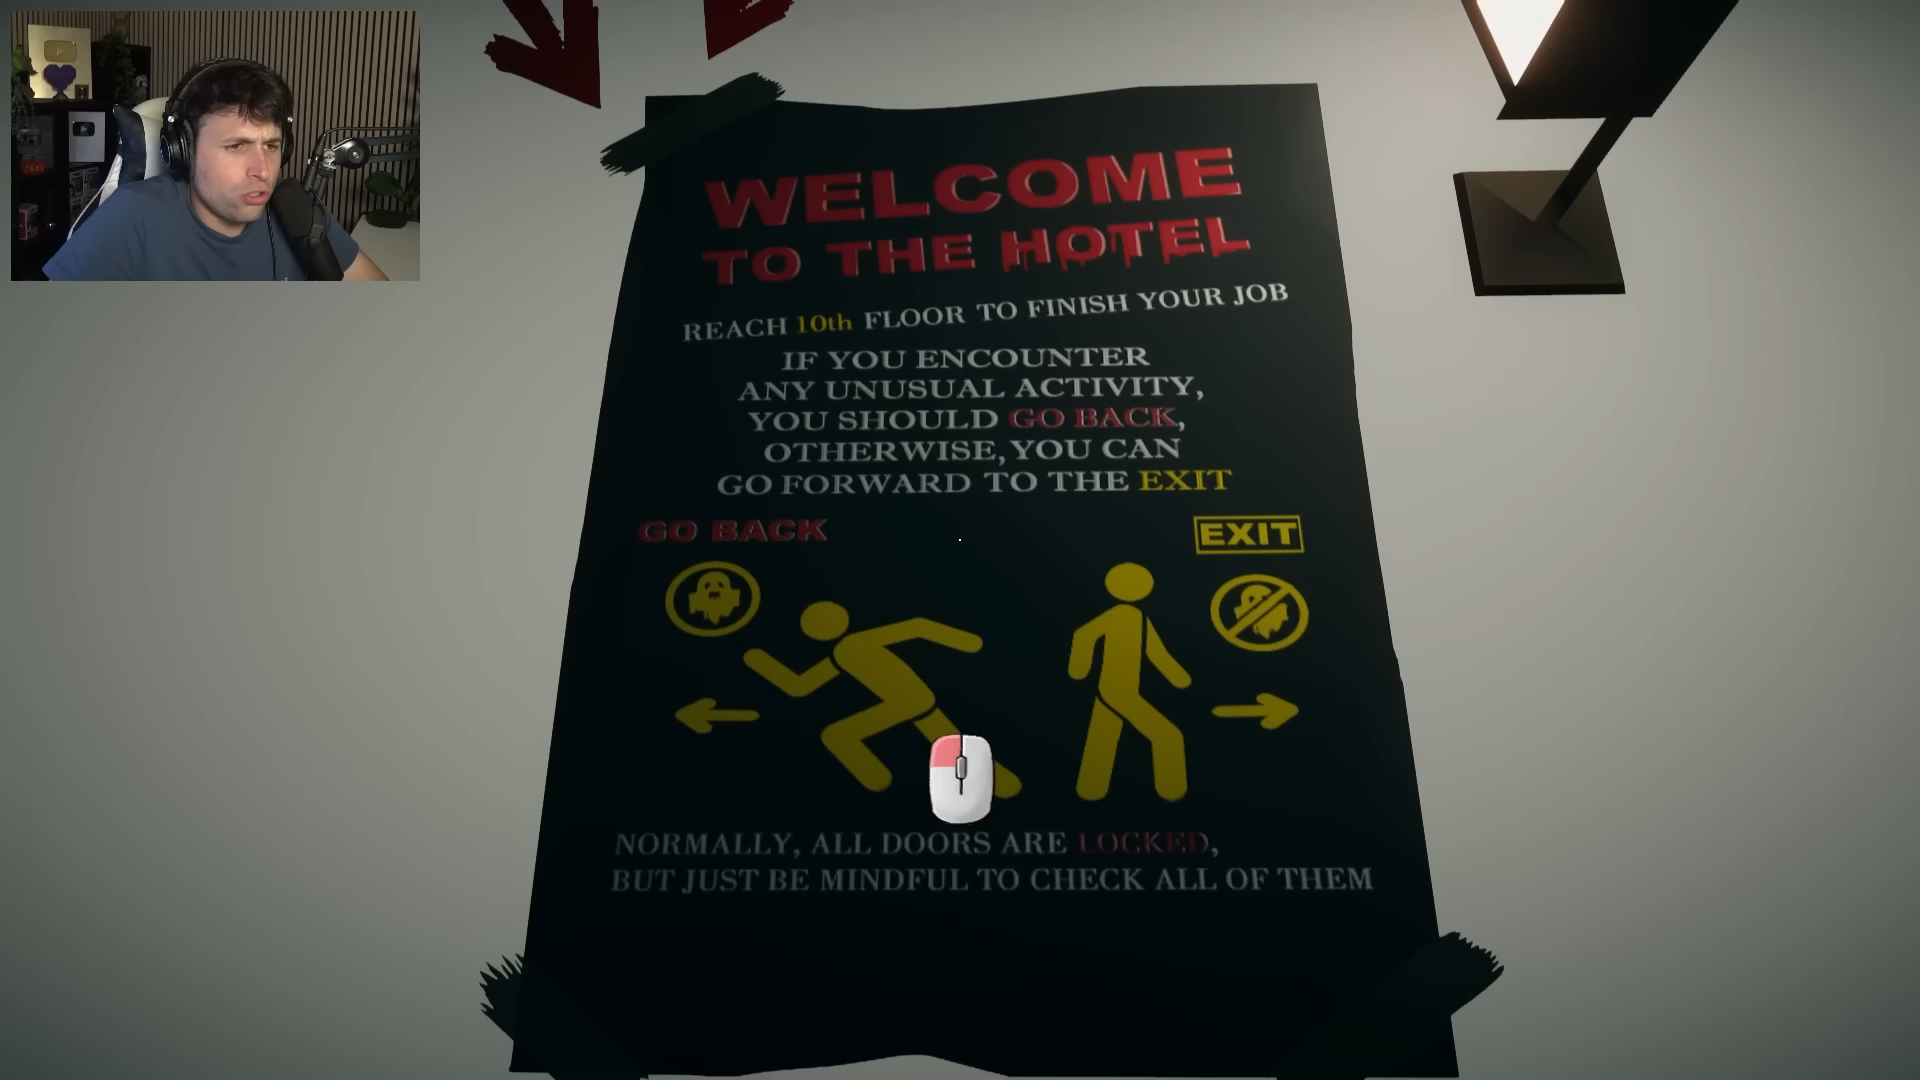 WELCOME
TO THE HOTEL
REACH 10th FLOOR TO FINISH YOUR JOB
IF YOU ENCOUNTER
ANY UNUSUAL ACTIVITY,
YOU SHOULD GO BACK,
OTHERWISE, YOU CAN
GO FORWARD TO THE EXIT
GO BACK
EXIT
NORMALLY, ALL DOORS ARE LOCKED,
BUT JUST BE MINDFUL TO CHECK ALL OF THEM